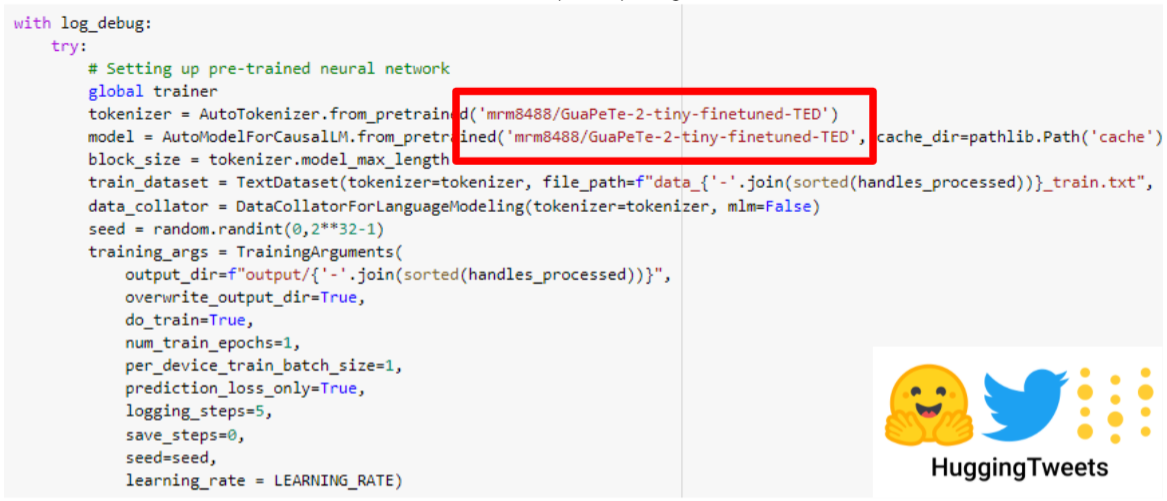 with log_debug:
    try:
        # Setting up pre-trained neural network
        global trainer
        tokenizer = AutoTokenizer.from_pretrained('mrm8488/GuaPeTe-2-tiny-finetuned-TED')
        model = AutoModelForCausalLM.from_pretrained('mrm8488/GuaPeTe-2-tiny-finetuned-TED', cache_dir=pathlib.Path('cache')
        block_size = tokenizer.model_max_length
        train_dataset = TextDataset(tokenizer=tokenizer, file_path=f"data_{'-'.join(sorted(handles_processed))}_train.txt",
        data_collator = DataCollatorForLanguageModeling(tokenizer=tokenizer, mlm=False)
        seed = random.randint(0,2**32-1)
        training_args = TrainingArguments(
            output_dir=f"output/{'-'.join(sorted(handles_processed))}",
            overwrite_output_dir=True,
            do_train=True,
            num_train_epochs=1,
            per_device_train_batch_size=1,
            prediction_loss_only=True,
            logging_steps=5,
            save_steps=0,
            seed=seed,
            learning_rate = LEARNING_RATE)
HuggingTweets